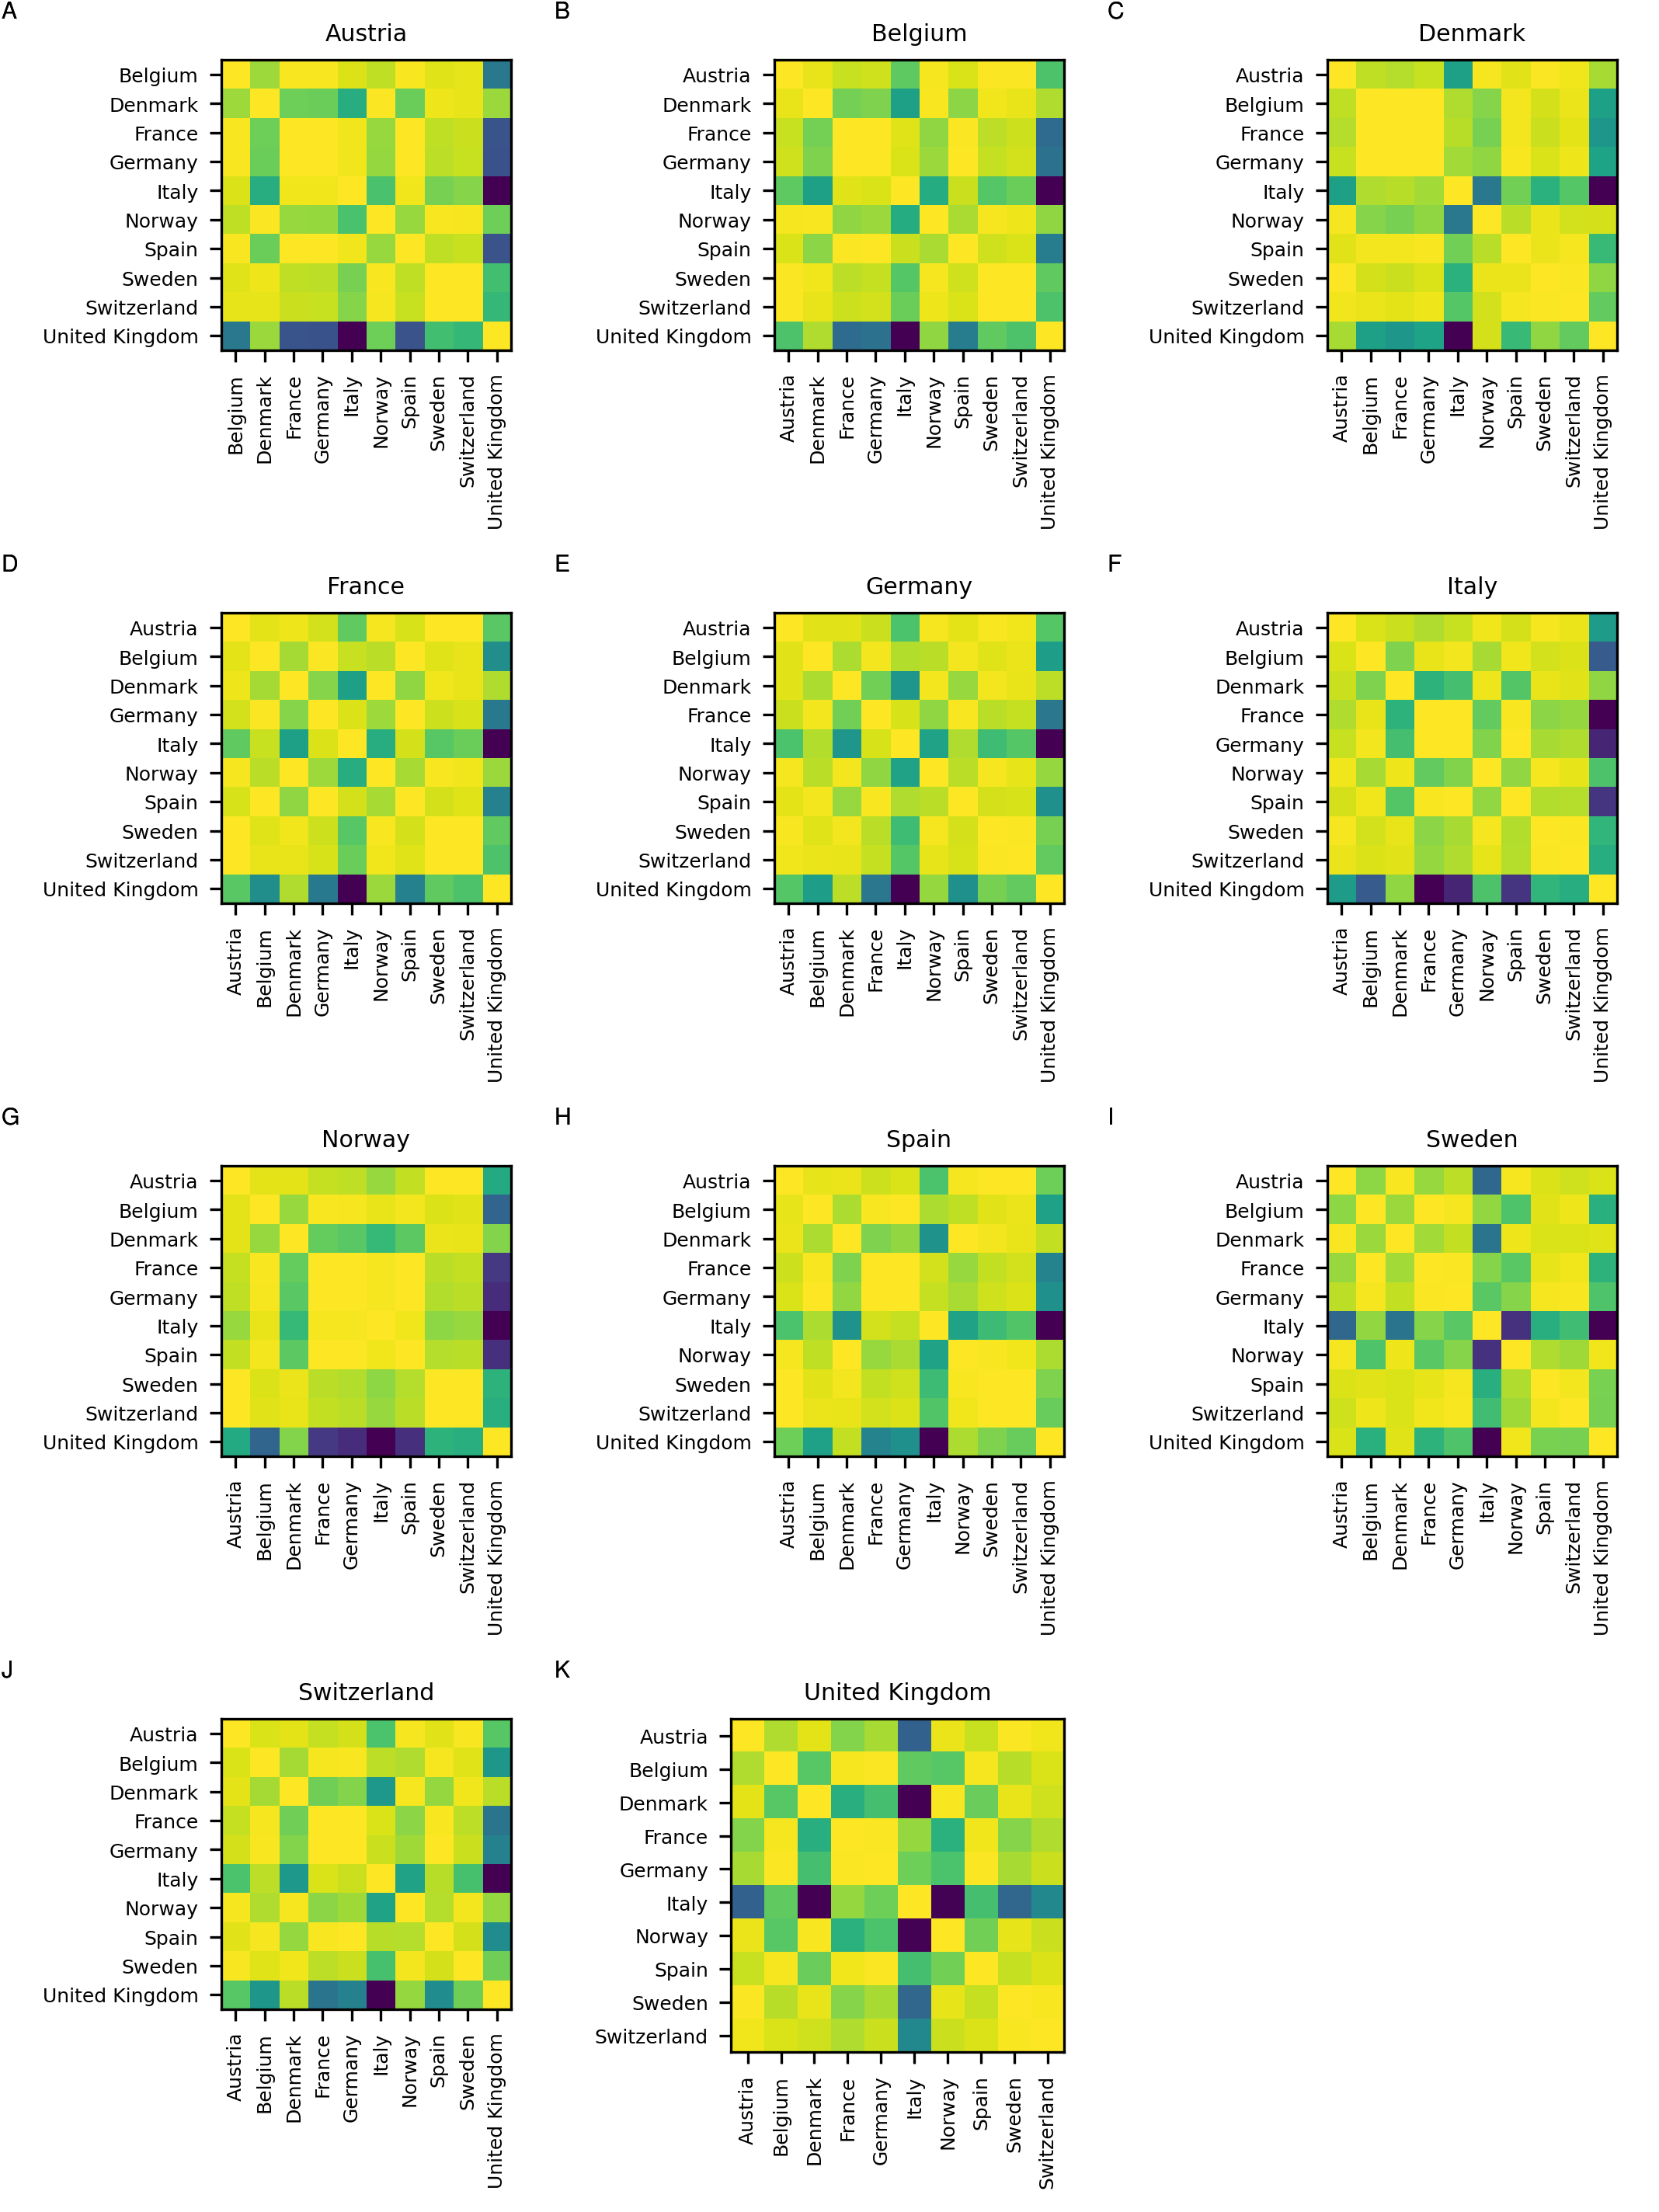 A
Austria
Belgium
Denmark
France
Germany
Italy
Norway
Spain
Sweden
Switzerland
United Kingdom
Belgium
Denmark
France
Germany
Italy
Norway
Spain
Sweden
Switzerland
United Kingdom
B
Belgium
Austria
Denmark
France
Germany
Italy
Norway
Spain
Sweden
Switzerland
United Kingdom
Austria
Denmark
France
Germany
Italy
Norway
Spain
Sweden
Switzerland
United Kingdom
C
Denmark
Austria
Belgium
France
Germany
Italy
Norway
Spain
Sweden
Switzerland
United Kingdom
Austria
Belgium
France
Germany
Italy
Norway
Spain
Sweden
Switzerland
United Kingdom
D
France
Austria
Belgium
Denmark
Germany
Italy
Norway
Spain
Sweden
Switzerland
United Kingdom
Austria
Belgium
Denmark
Germany
Italy
Norway
Spain
Sweden
Switzerland
United Kingdom
E
Germany
Austria
Belgium
Denmark
France
Italy
Norway
Spain
Sweden
Switzerland
United Kingdom
Austria
Belgium
Denmark
France
Italy
Norway
Spain
Sweden
Switzerland
United Kingdom
F
Italy
Austria
Belgium
Denmark
France
Germany
Norway
Spain
Sweden
Switzerland
United Kingdom
Austria
Belgium
Denmark
France
Germany
Norway
Spain
Sweden
Switzerland
United Kingdom
G
Norway
Austria
Belgium
Denmark
France
Germany
Italy
Spain
Sweden
Switzerland
United Kingdom
Austria
Belgium
Denmark
France
Germany
Italy
Spain
Sweden
Switzerland
United Kingdom
H
Spain
Austria
Belgium
Denmark
France
Germany
Italy
Norway
Sweden
Switzerland
United Kingdom
Austria
Belgium
Denmark
France
Germany
Italy
Norway
Sweden
Switzerland
United Kingdom
I
Sweden
Austria
Belgium
Denmark
France
Germany
Italy
Norway
Spain
Switzerland
United Kingdom
Austria
Belgium
Denmark
France
Germany
Italy
Norway
Spain
Switzerland
United Kingdom
J
Switzerland
Austria
Belgium
Denmark
France
Germany
Italy
Norway
Spain
Sweden
United Kingdom
Austria
Belgium
Denmark
France
Germany
Italy
Norway
Spain
Sweden
United Kingdom
K
United Kingdom
Austria
Belgium
Denmark
France
Germany
Italy
Norway
Spain
Sweden
Switzerland
Austria
Belgium
Denmark
France
Germany
Italy
Norway
Spain
Sweden
Switzerland